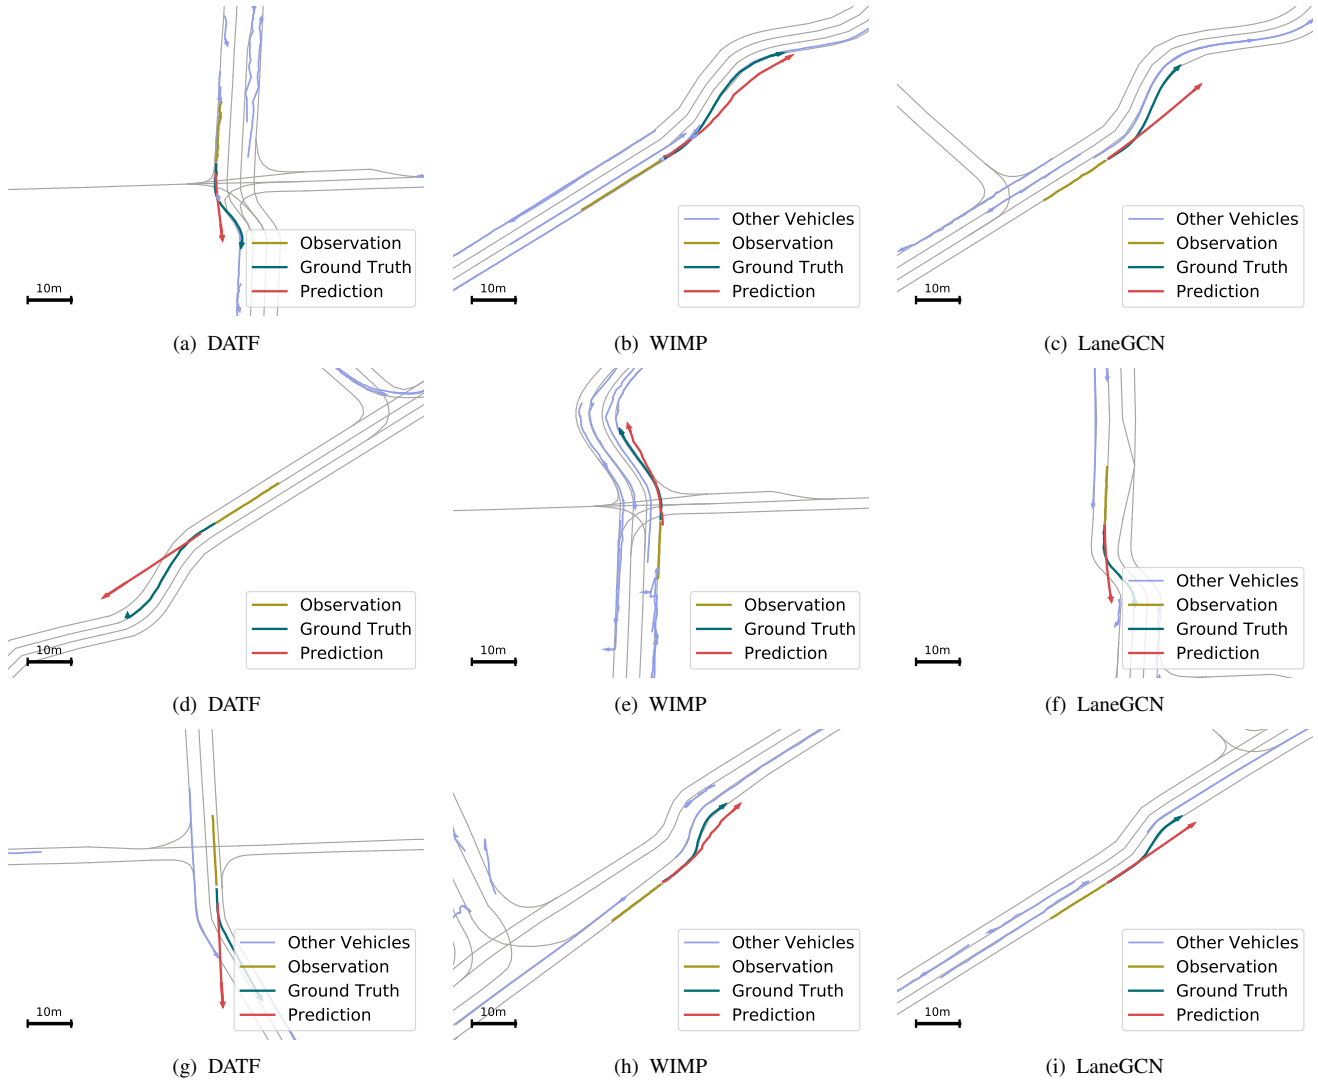 Observation
Ground Truth
Prediction
10m
(a) DATF
Other Vehicles
Observation
Ground Truth
Prediction
10m
(b) WIMP
Other Vehicles
Observation
Ground Truth
Prediction
10m
(c) LaneGCN
Observation
Ground Truth
Prediction
10m
(d) DATF
Observation
Ground Truth
Prediction
10m
(e) WIMP
Other Vehicles
Observation
Ground Truth
Prediction
10m
(f) LaneGCN
Other Vehicles
Observation
Ground Truth
Prediction
10m
(g) DATF
Other Vehicles
Observation
Ground Truth
Prediction
10m
(h) WIMP
Other Vehicles
Observation
Ground Truth
Prediction
10m
(i) LaneGCN